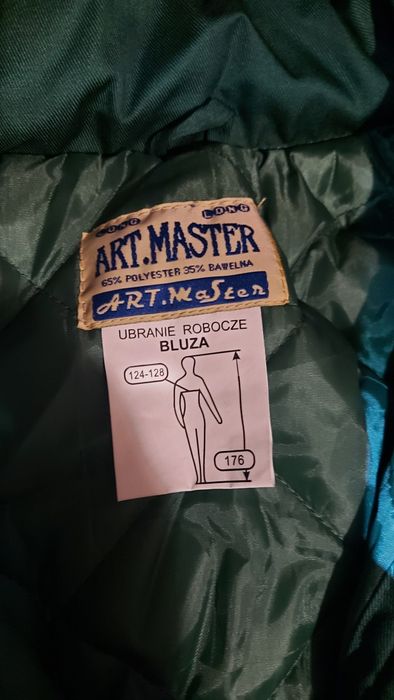 LONG LONG
ART.MASTER
65% POLYESTER 35% BAWEŁNA
ART.MaSter
UBRANIE ROBOCZE
BLUZA
124-128
176